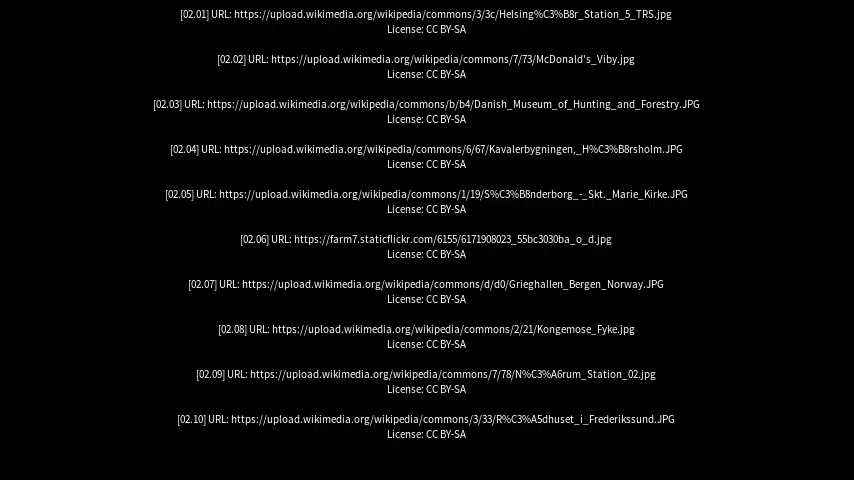 [02.01] URL: https://upload.wikimedia.org/wikipedia/commons/3/3c/Helsing%C3%B8r_Station_5_TRS.jpg
License: CC BY-SA
[02.02] URL: https://upload.wikimedia.org/wikipedia/commons/7/73/McDonald's_Viby.jpg
License: CC BY-SA
[02.03] URL: https://upload.wikimedia.org/wikipedia/commons/b/b4/Danish_Museum_of_Hunting_and_Forestry.JPG
License: CC BY-SA
[02.04] URL: https://upload.wikimedia.org/wikipedia/commons/6/67/Kavalerbygningen,_H%C3%B8rsholm.JPG
License: CC BY-SA
[02.05] URL: https://upload.wikimedia.org/wikipedia/commons/1/19/S%C3%B8nderborg_-_Skt._Marie_Kirke.JPG
License: CC BY-SA
[02.06] URL: https://farm7.staticflickr.com/6155/6171908023_55bc3030ba_o_d.jpg
License: CC BY-SA
[02.07] URL: https://upload.wikimedia.org/wikipedia/commons/d/d0/Grieghallen_Bergen_Norway.JPG
License: CC BY-SA
[02.08] URL: https://upload.wikimedia.org/wikipedia/commons/2/21/Kongemose_Fyke.jpg
License: CC BY-SA
[02.09] URL: https://upload.wikimedia.org/wikipedia/commons/7/78/N%C3%A6rum_Station_02.jpg
License: CC BY-SA
[02.10] URL: https://upload.wikimedia.org/wikipedia/commons/3/33/R%C3%A5dhuset_i_Frederikssund.JPG
License: CC BY-SA